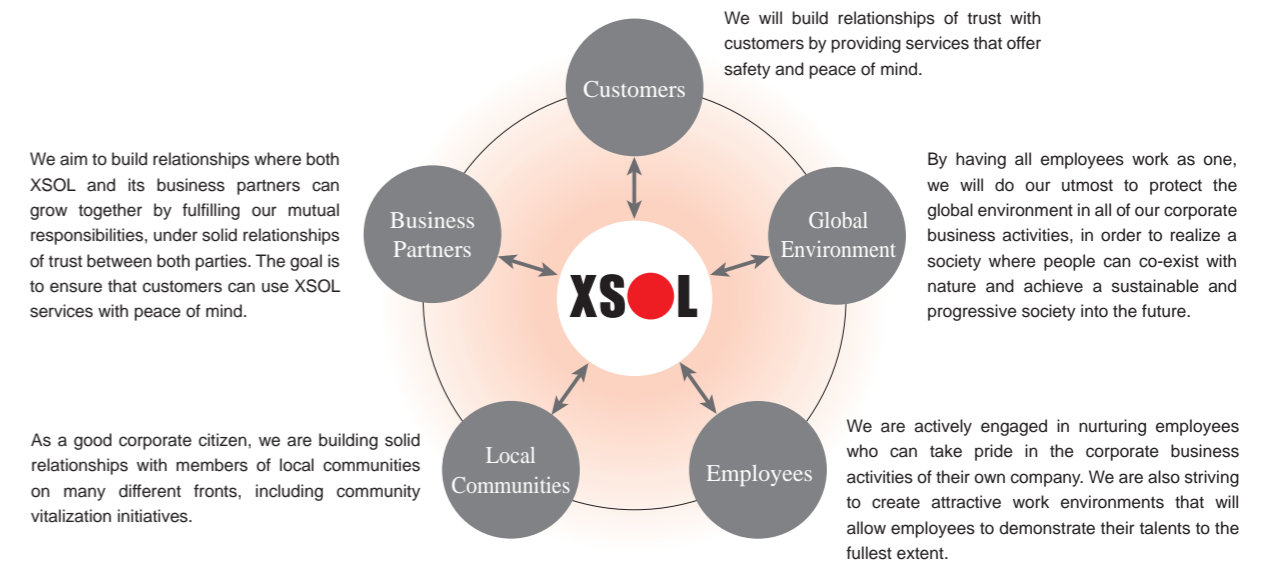 We will build relationships of trust with
customers by providing services that offer
safety and peace of mind.
Customers
We aim to build relationships where both
XSOL and its business partners can
grow together by fulfilling our mutual
responsibilities, under solid relationships
of trust between both parties. The goal is
to ensure that customers can use XSOL
services with peace of mind.
Business
Partners
Global
Environment
By having all employees work as one,
we will do our utmost to protect the
global environment in all of our corporate
business activities, in order to realize a
society where people can co-exist with
nature and achieve a sustainable and
progressive society into the future.
XSOL
As a good corporate citizen, we are building solid
relationships with members of local communities
on many different fronts, including community
vitalization initiatives.
Local
Communities
Employees
We are actively engaged in nurturing employees
who can take pride in the corporate business
activities of their own company. We are also striving
to create attractive work environments that will
allow employees to demonstrate their talents to the
fullest extent.